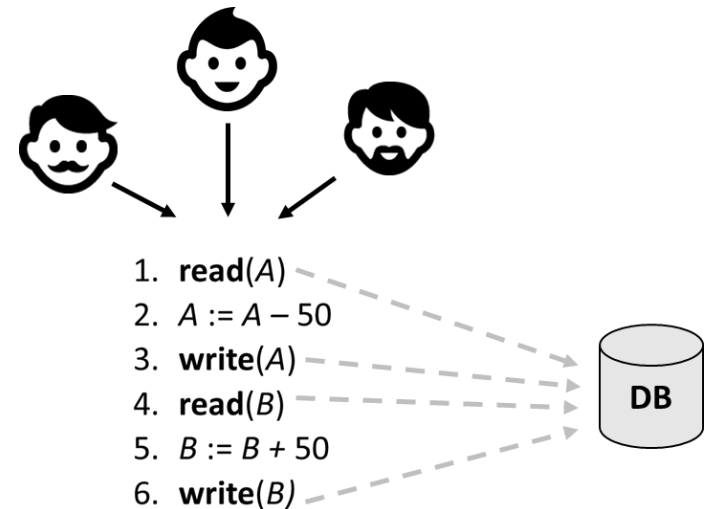 1. read(A)
2. A := A – 50
3. write(A)
4. read(B)
5. B := B + 50
6. write(B)
DB